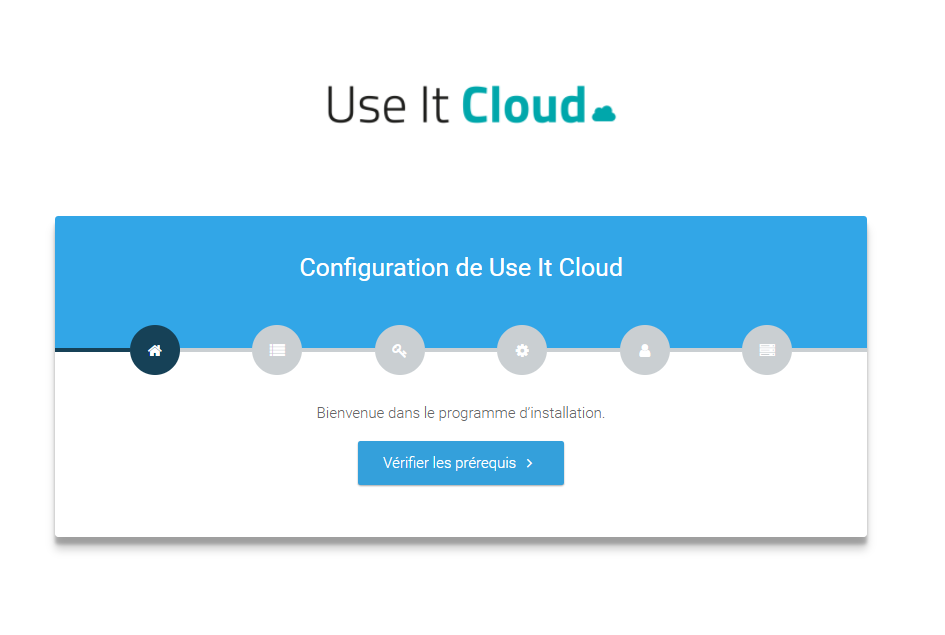 Use It Cloud
Configuration de Use It Cloud
Bienvenue dans le programme d'installation.
Vérifier les prérequis